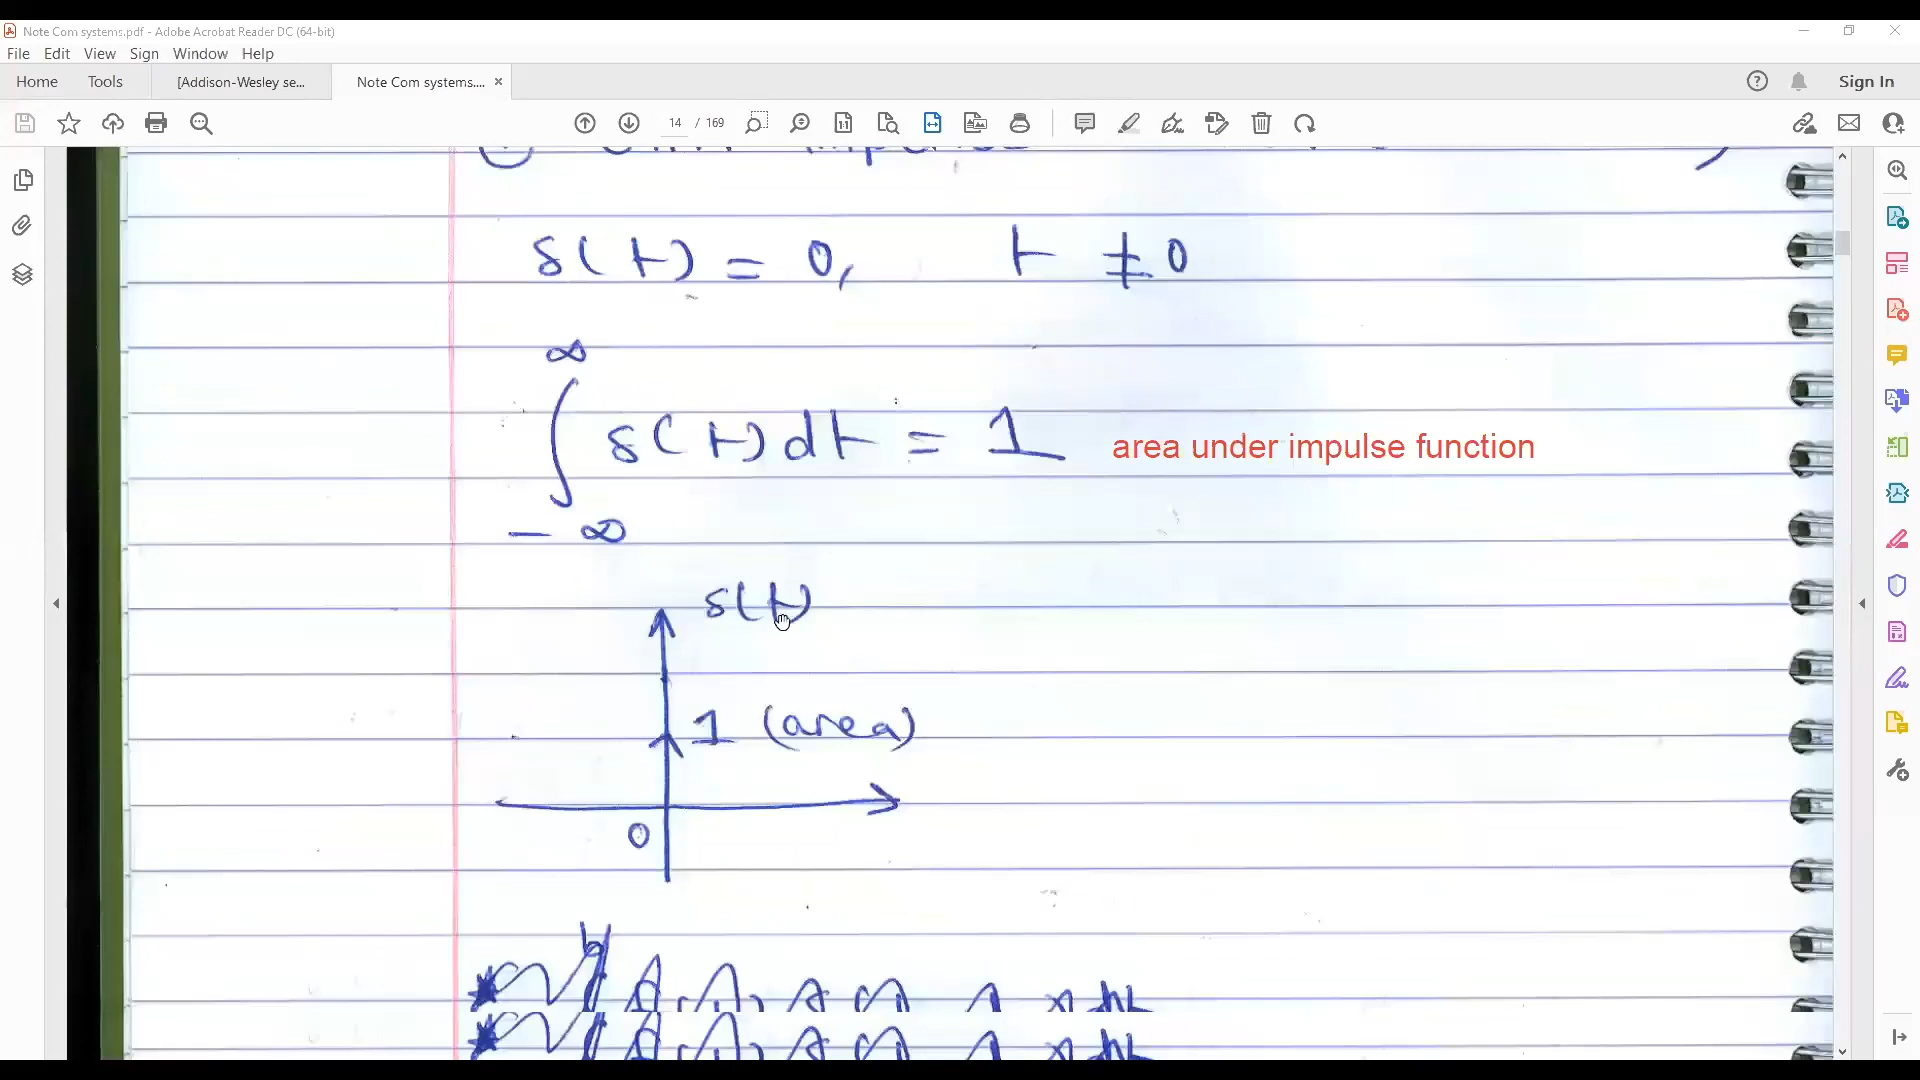 Note Com systems.pdf - Adobe Acrobat Reader DC (64-bit)
File Edit View Sign Window Help
Home Tools [Addison-Wesley se... Note Com systems.... × Sign In
14 / 169
δ(t) = 0, t ≠ 0
∞
∫ δ(t) dt = 1 area under impulse function
- ∞
δ(t)
1 (area)
0